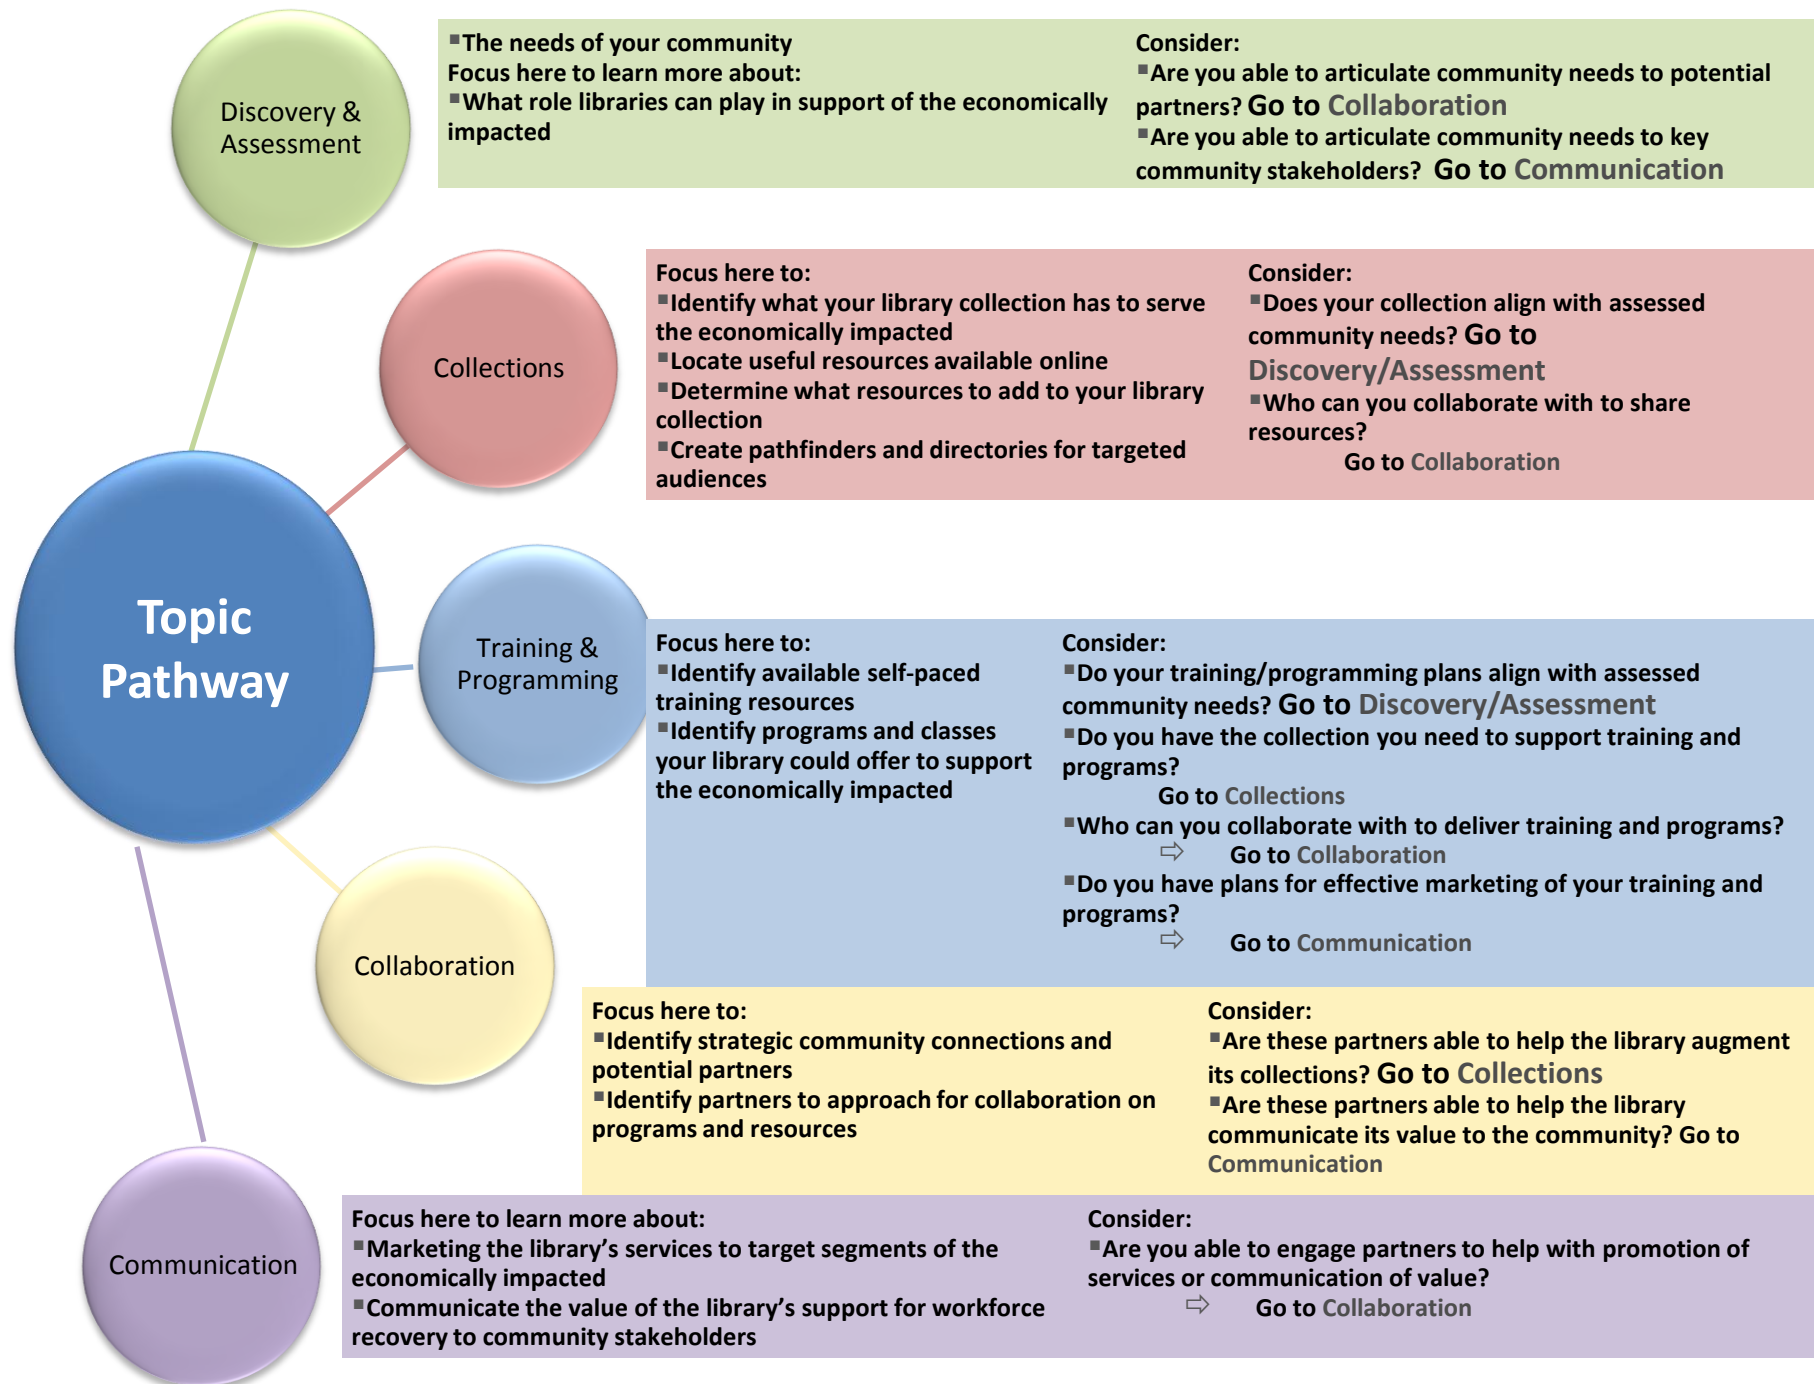 Discovery &
Assessment
▪The needs of your community
Focus here to learn more about:
▪What role libraries can play in support of the economically
impacted
Consider:
▪Are you able to articulate community needs to potential
partners? Go to Collaboration
▪Are you able to articulate community needs to key
community stakeholders? Go to Communication
Collections
Focus here to:
▪Identify what your library collection has to serve
the economically impacted
▪Locate useful resources available online
▪Determine what resources to add to your library
collection
▪Create pathfinders and directories for targeted
audiences
Consider:
▪Does your collection align with assessed
community needs? Go to
Discovery/Assessment
▪Who can you collaborate with to share
resources?
Go to Collaboration
Topic
Pathway
Training &
Programming
Focus here to:
▪Identify available self-paced
training resources
▪Identify programs and classes
your library could offer to support
the economically impacted
Consider:
▪Do your training/programming plans align with assessed
community needs? Go to Discovery/Assessment
▪Do you have the collection you need to support training and
programs?
Go to Collections
▪Who can you collaborate with to deliver training and programs?
⇨ Go to Collaboration
▪Do you have plans for effective marketing of your training and
programs?
⇨ Go to Communication
Collaboration
Focus here to:
▪Identify strategic community connections and
potential partners
▪Identify partners to approach for collaboration on
programs and resources
Consider:
▪Are these partners able to help the library augment
its collections? Go to Collections
▪Are these partners able to help the library
communicate its value to the community? Go to
Communication
Communication
Focus here to learn more about:
▪Marketing the library’s services to target segments of the
economically impacted
▪Communicate the value of the library’s support for workforce
recovery to community stakeholders
Consider:
▪Are you able to engage partners to help with promotion of
services or communication of value?
⇨ Go to Collaboration